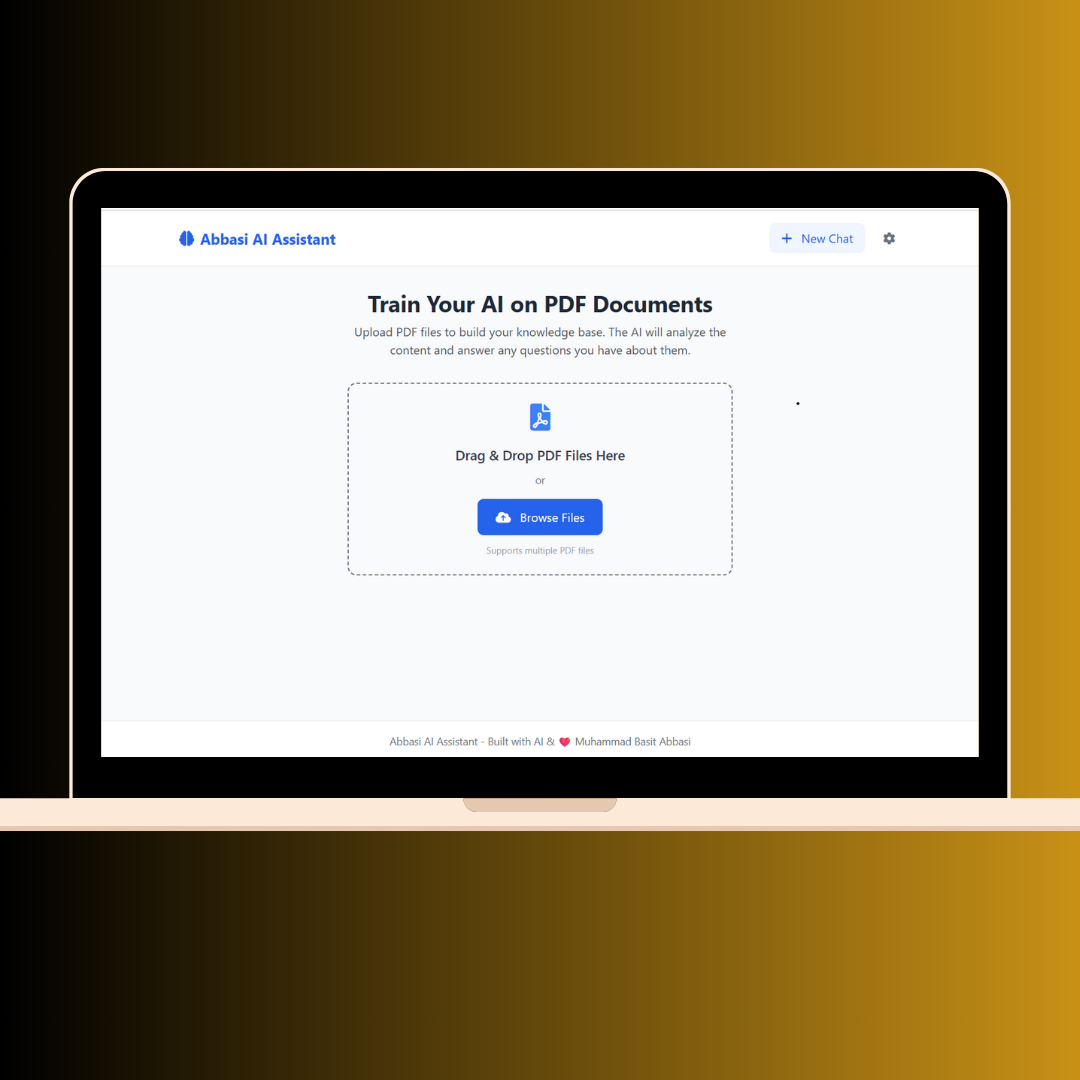 Abbasi AI Assistant
New Chat
Train Your AI on PDF Documents
Upload PDF files to build your knowledge base. The AI will analyze the
content and answer any questions you have about them.
Drag & Drop PDF Files Here
or
Browse Files
Supports multiple PDF files
Abbasi AI Assistant - Built with AI & ❤️ Muhammad Basit Abbasi